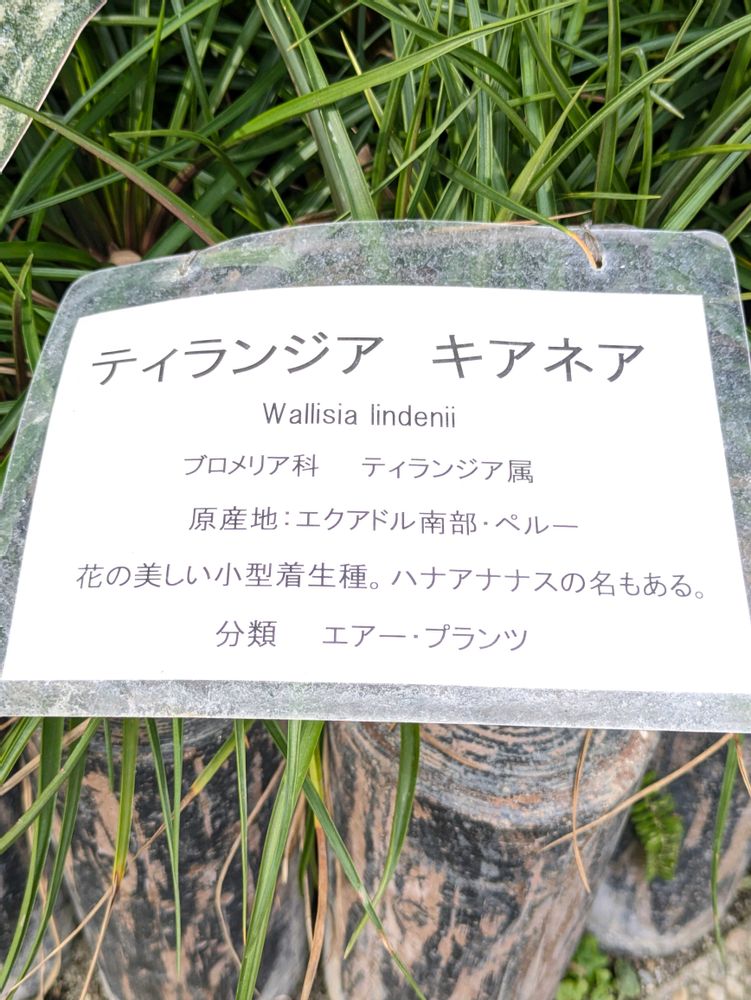 ティランジア　キアネア
Wallisia lindenii
ブロメリア科　ティランジア属
原産地：エクアドル南部・ペルー
花の美しい小型着生種。ハナアナナスの名もある。
分類　エアー・プランツ